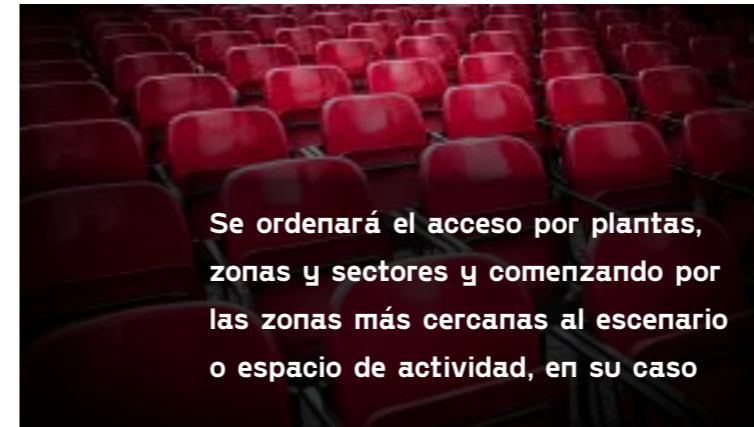 Se ordenará el acceso por plantas,
zonas y sectores y comenzando por
las zonas más cercanas al escenario
o espacio de actividad, en su caso